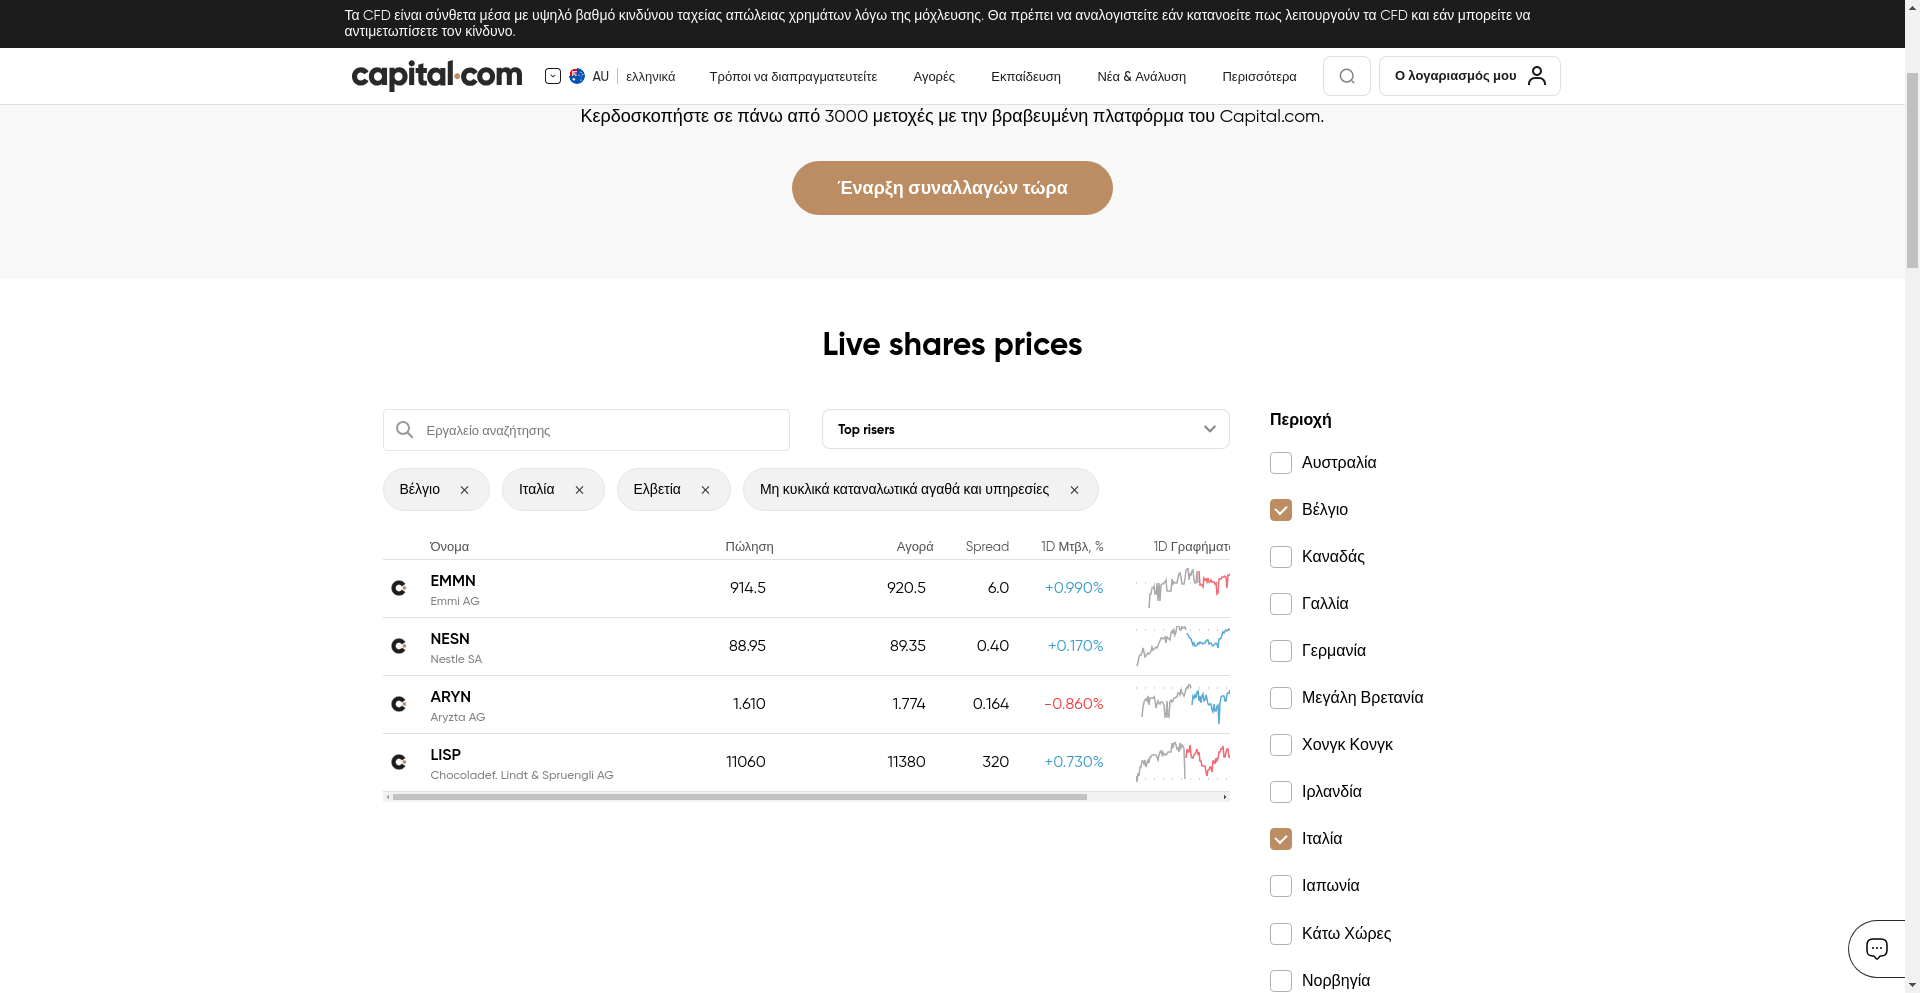 Τα CFD είναι σύνθετα μέσα με υψηλό βαθμό κινδύνου ταχείας απώλειας χρημάτων λόγω της μόχλευσης. Θα πρέπει να αναλογιστείτε εάν κατανοείτε πως λειτουργούν τα CFD και εάν μπορείτε να
αντιμετωπίσετε τον κίνδυνο.
capital.com
AU
ελληνικά
Τρόποι να διαπραγματευτείτε
Αγορές
Εκπαίδευση
Νέα & Ανάλυση
Περισσότερα
Ο λογαριασμός μου
Κερδοσκοπήστε σε πάνω από 3000 μετοχές με την βραβευμένη πλατφόρμα του Capital.com.
Έναρξη συναλλαγών τώρα
Live shares prices
Εργαλείο αναζήτησης
Top risers
Βέλγιο
Ιταλία
Ελβετία
Μη κυκλικά καταναλωτικά αγαθά και υπηρεσίες
Όνομα Πώληση Αγορά Spread 1D Μτβλ, % 1D Γραφήματ
EMMN 914.5 920.5 6.0 +0.990%
Emmi AG
NESN 88.95 89.35 0.40 +0.170%
Nestle SA
ARYN 1.610 1.774 0.164 -0.860%
Aryzta AG
LISP 11060 11380 320 +0.730%
Chocoladef. Lindt & Spruengli AG
Περιοχή
Αυστραλία
Βέλγιο
Καναδάς
Γαλλία
Γερμανία
Μεγάλη Βρετανία
Χονγκ Κονγκ
Ιρλανδία
Ιταλία
Ιαπωνία
Κάτω Χώρες
Νορβηγία